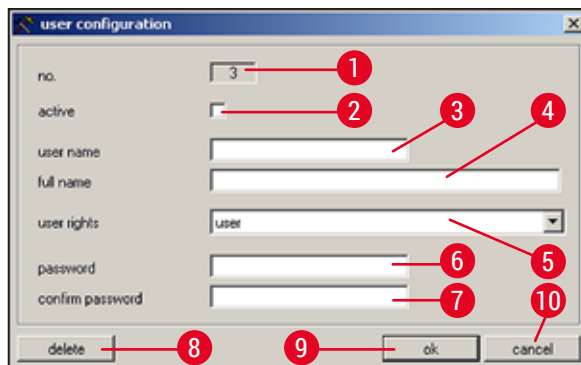 user configuration
no. 3 1
active 2
user name 3
full name 4
user rights user 5
password 6
confirm password 7
delete 8 9 ok cancel 10